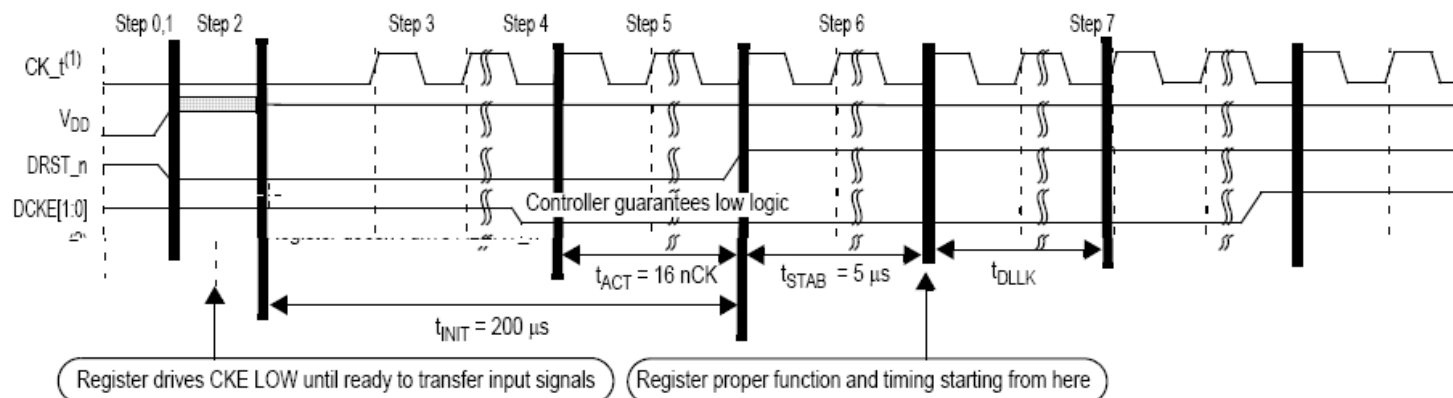 Step 0,1 Step 2 Step 3 Step 4 Step 5 Step 6 Step 7
CK_t(1)
VDD
DRST_n
DCKE[1:0]
Controller guarantees low logic
tACT = 16 nCK
tSTAB = 5 μs
tDLLK
tINIT = 200 μs
Register drives CKE LOW until ready to transfer input signals
Register proper function and timing starting from here